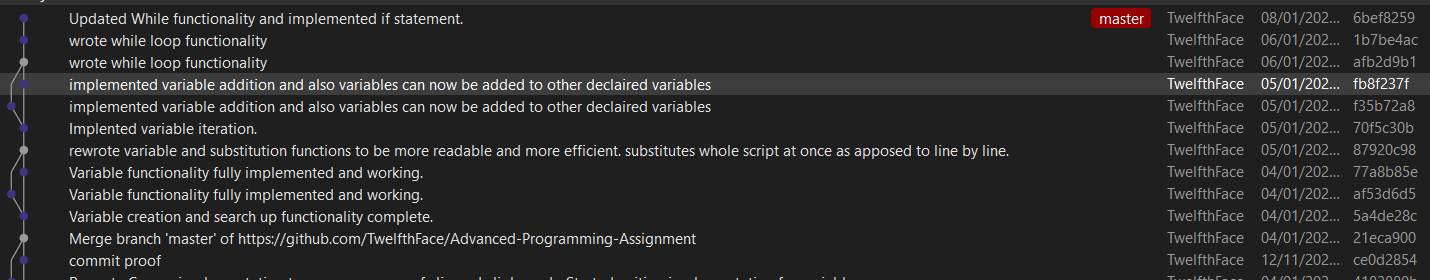 Updated While functionality and implemented if statement. master TwelfthFace 08/01/202... 6bef8259
wrote while loop functionality TwelfthFace 06/01/202... 1b7be4ac
wrote while loop functionality TwelfthFace 06/01/202... afb2d9b1
implemented variable addition and also variables can now be added to other declaired variables TwelfthFace 05/01/202... fb8f237f
implemented variable addition and also variables can now be added to other declaired variables TwelfthFace 05/01/202... f35b72a8
Implented variable iteration. TwelfthFace 05/01/202... 70f5c30b
rewrote variable and substitution functions to be more readable and more efficient. substitutes whole script at once as apposed to line by line. TwelfthFace 05/01/202... 87920c98
Variable functionality fully implemented and working. TwelfthFace 04/01/202... 77a8b85e
Variable functionality fully implemented and working. TwelfthFace 04/01/202... af53d6d5
Variable creation and search up functionality complete. TwelfthFace 04/01/202... 5a4de28c
Merge branch 'master' of https://github.com/TwelfthFace/Advanced-Programming-Assignment TwelfthFace 04/01/202... 21eca900
commit proof TwelfthFace 12/11/202... ce0d2854